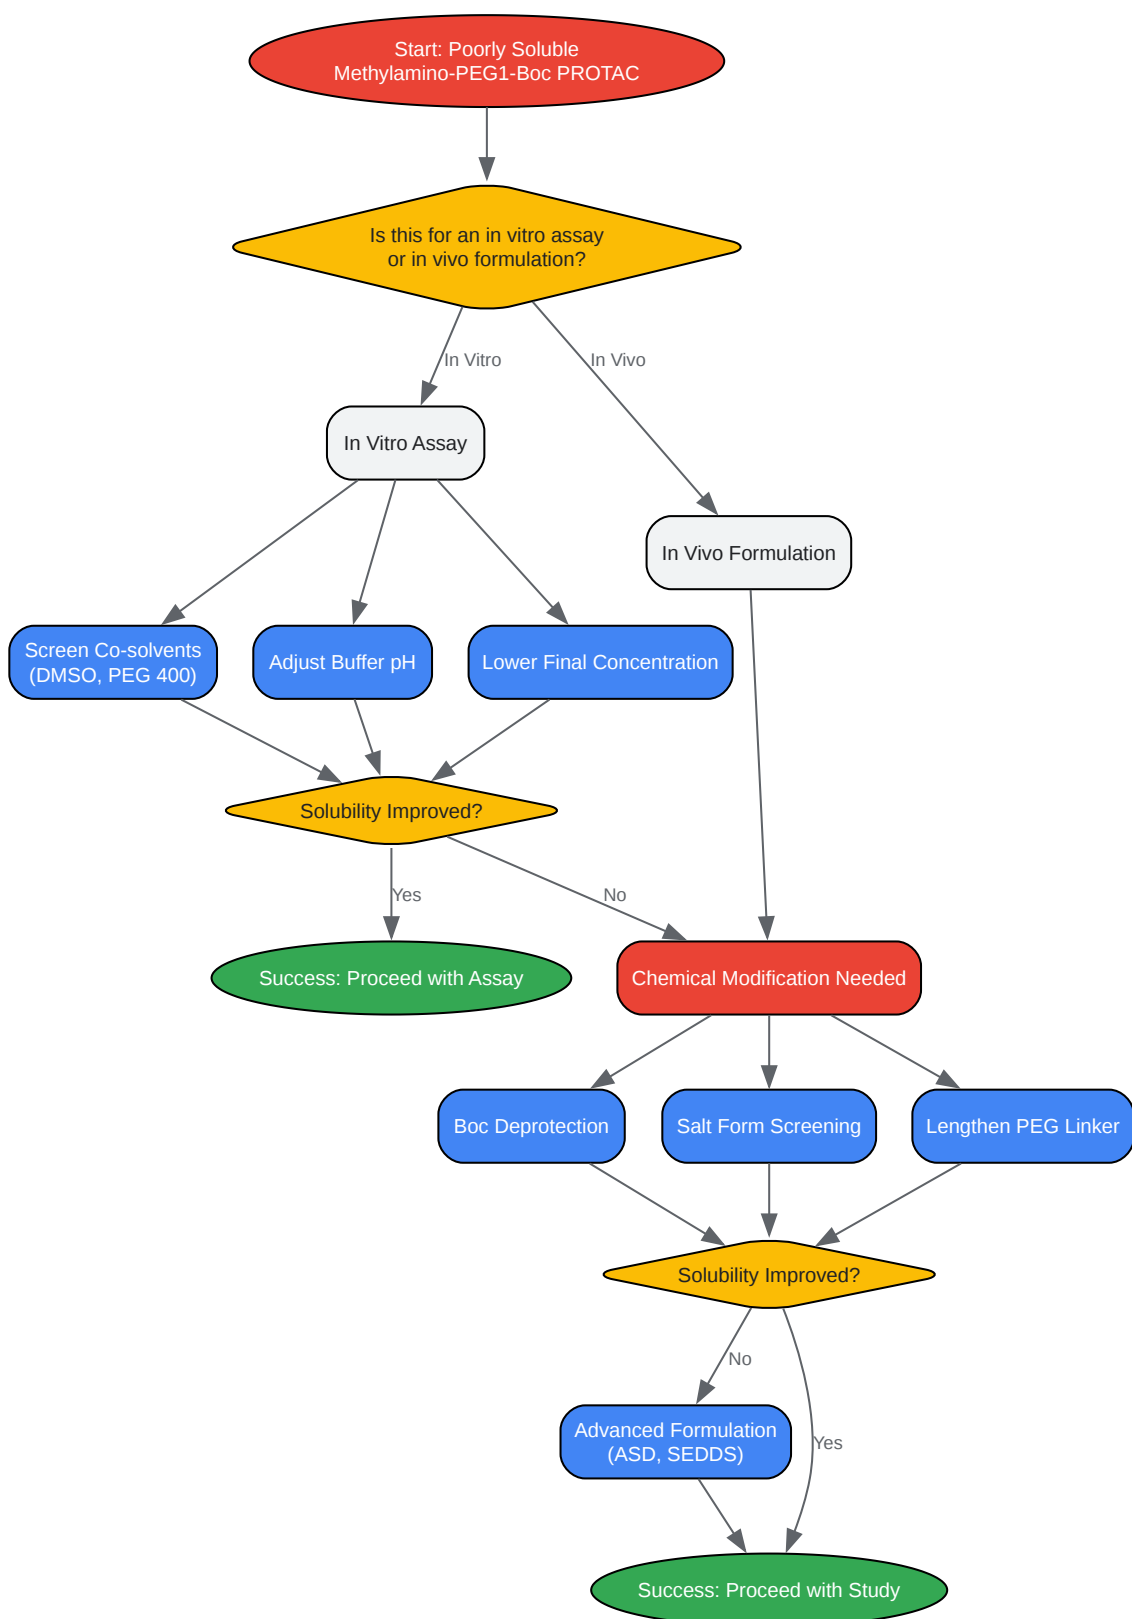 Start: Poorly Soluble
Methylamino-PEG1-Boc PROTAC
Is this for an in vitro assay
or in vivo formulation?
In Vitro
In Vivo
In Vitro Assay
In Vivo Formulation
Screen Co-solvents
(DMSO, PEG 400)
Adjust Buffer pH
Lower Final Concentration
Solubility Improved?
Yes
No
Success: Proceed with Assay
Chemical Modification Needed
Boc Deprotection
Salt Form Screening
Lengthen PEG Linker
Solubility Improved?
No
Advanced Formulation
(ASD, SEDDS)
Yes
Success: Proceed with Study